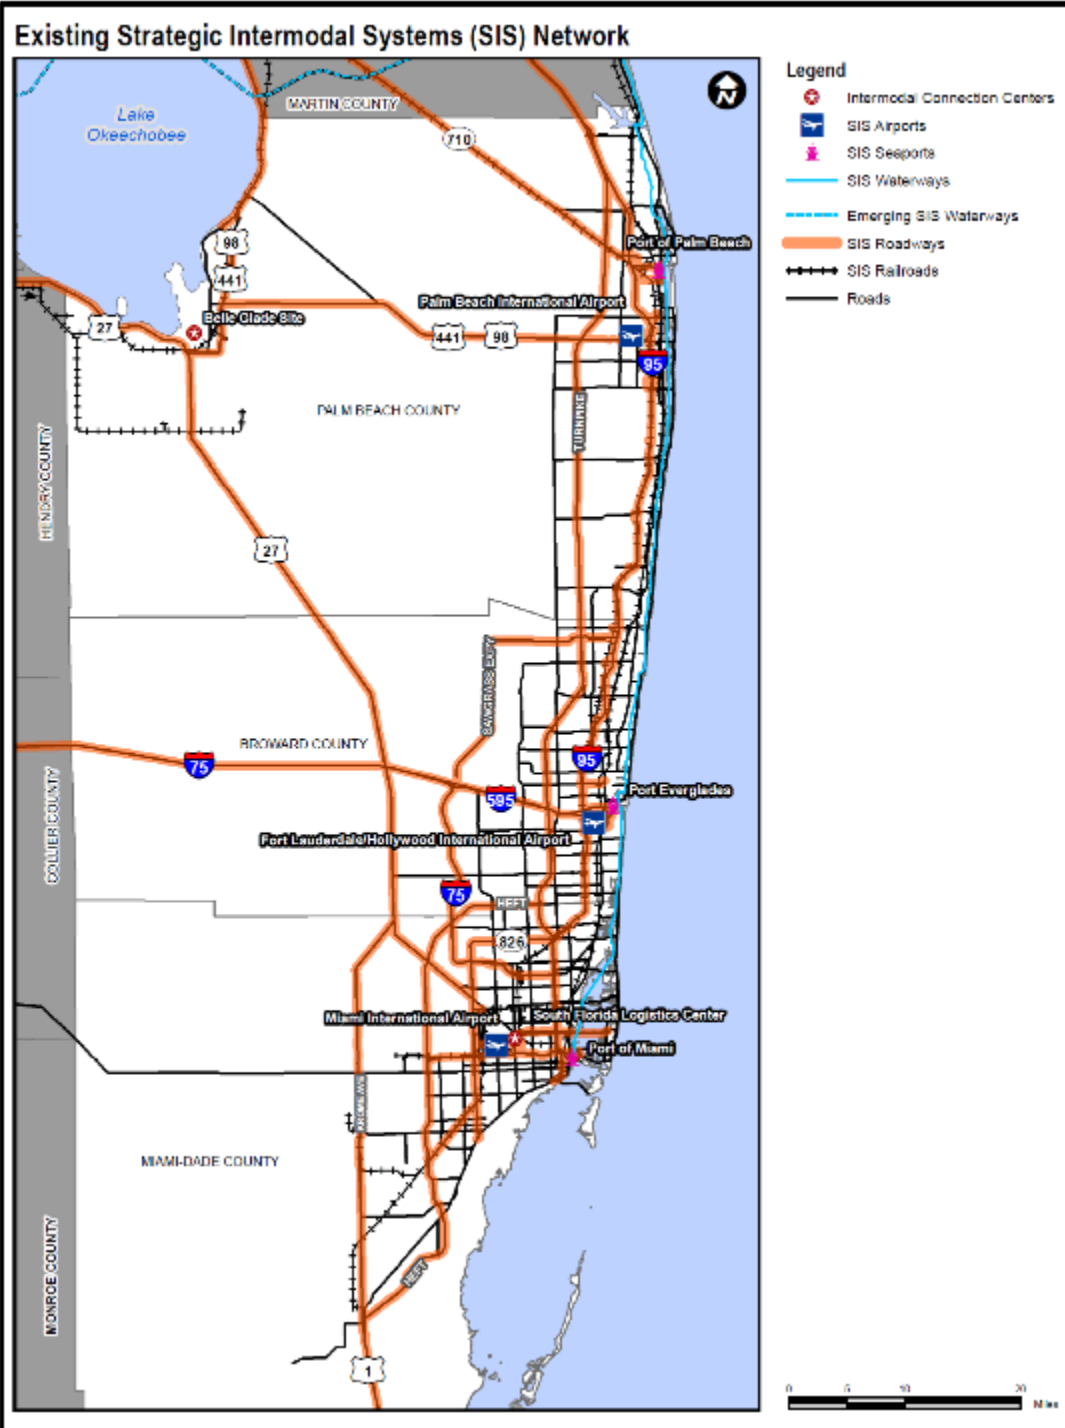 Existing Strategic Intermodal Systems (SIS) Network
Legend
Intermodal Connection Centers
SIS Airports
SIS Seaports
SIS Waterways
Emerging SIS Waterways
SIS Roadways
SIS Railroads
Roads
N
Lake
Okeechobee
MARTIN COUNTY
710
98
441
Port of Palm Beach
Palm Beach International Airport
27
Belle Glade Site
441
98
95
PALM BEACH COUNTY
TURNPIKE
HENDRY COUNTY
27
SAWGRASS EXPY
BROWARD COUNTY
75
95
595
Port Everglades
COLLIER COUNTY
Fort Lauderdale/Hollywood International Airport
75
HEFT
826
Miami International Airport
South Florida Logistics Center
Port of Miami
MIAMI-DADE COUNTY
MONROE COUNTY
HEFT
1
0 5 10 20
Miles